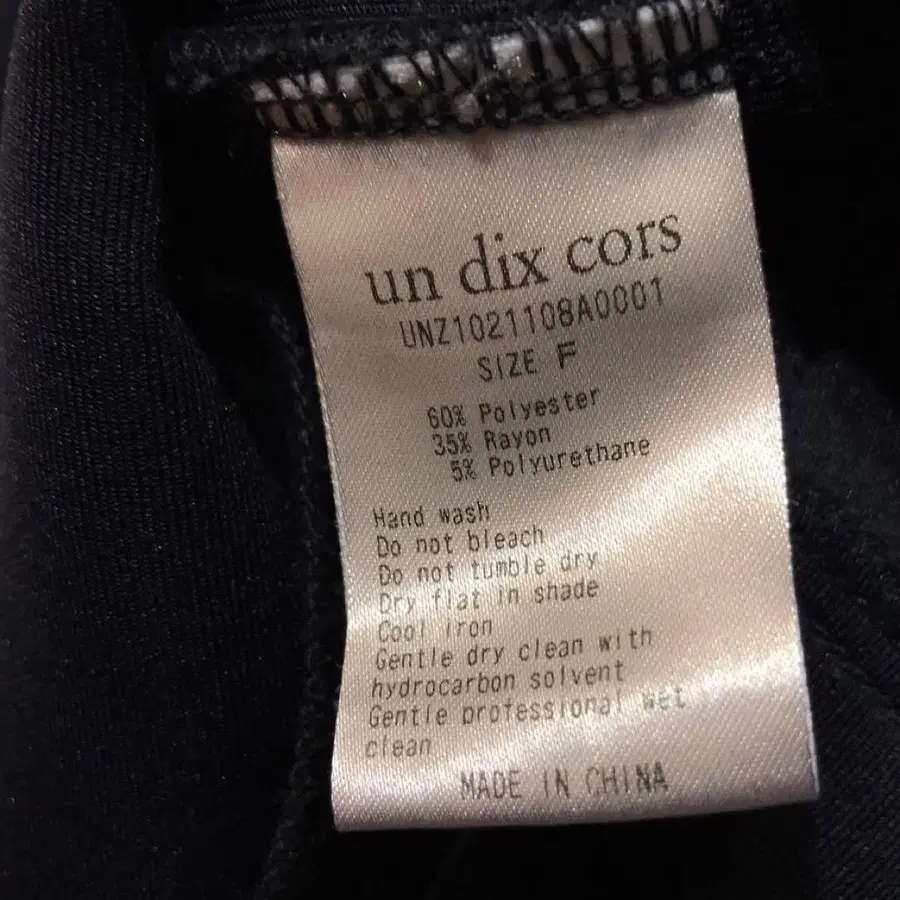 un dix cors
UNZ1021108A0001
SIZE F
60% Polyester
35% Rayon
5% Polyurethane
Hand wash
Do not bleach
Do not tumble dry
Dry flat in shade
Cool iron
Gentle dry clean with
hydrocarbon solvent
Gentle professional wet
clean
MADE IN CHINA